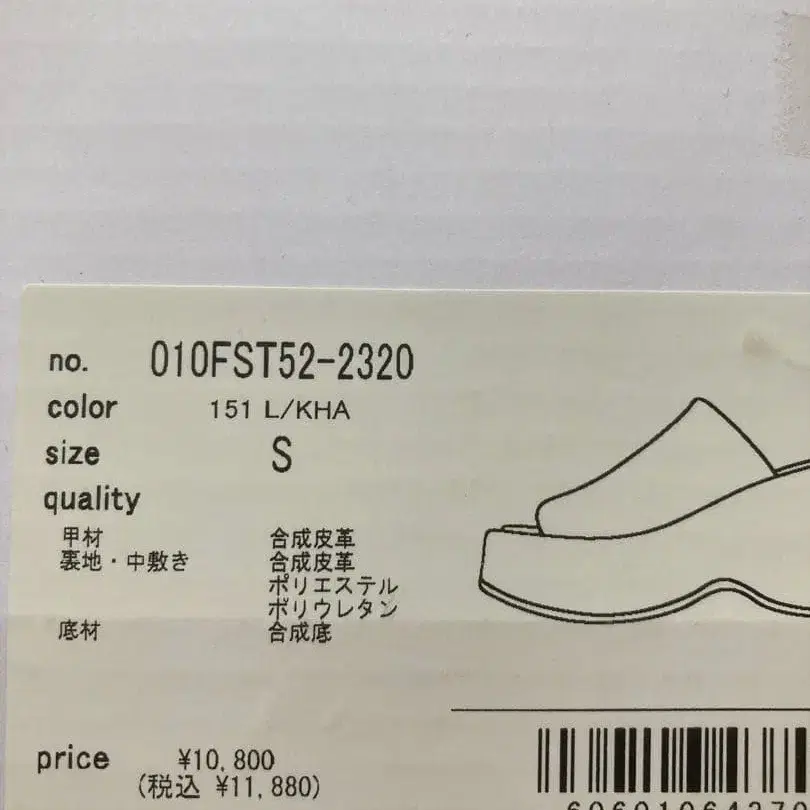 no. 010FST52-2320
color 151 L/KHA
size S
quality
甲材 合成皮革
裏地・中敷き 合成皮革
ポリエステル
ポリウレタン
底材 合成底
price ¥10,800
(税込 ¥11,880)